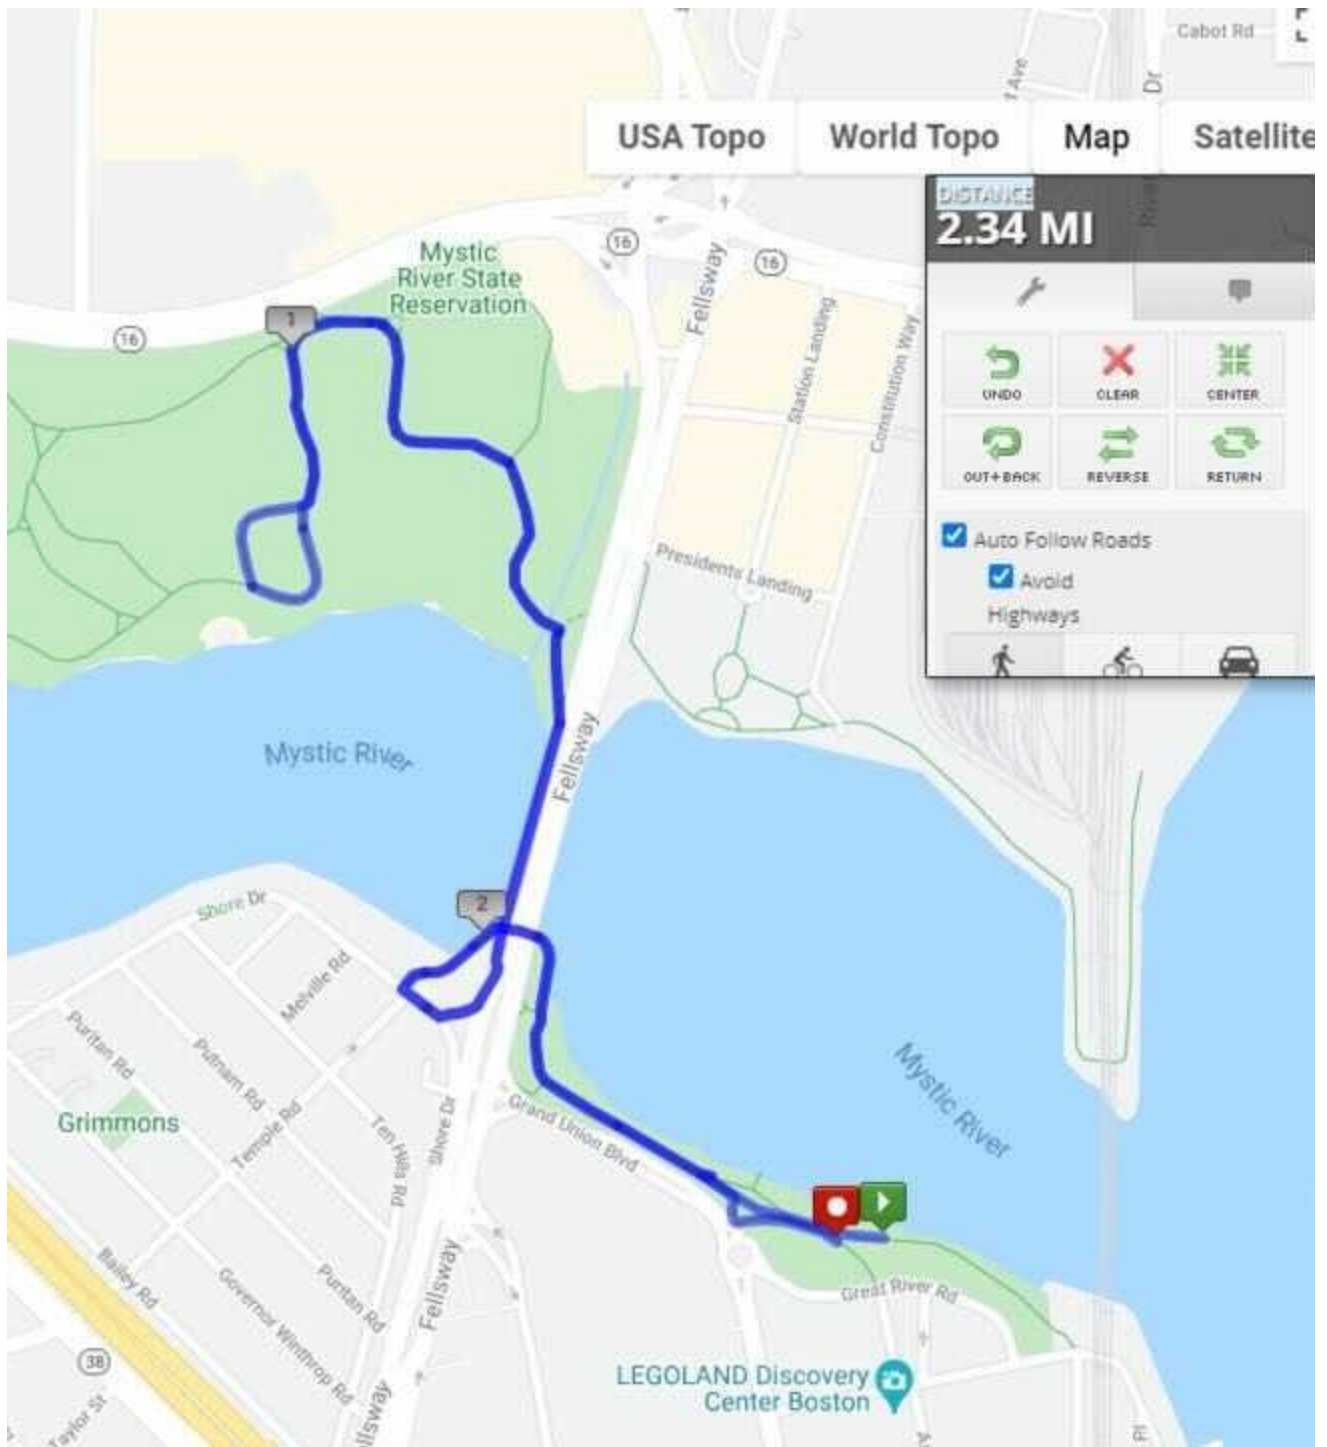 Cabot Rd
Dr
USA Topo
World Topo
Map
Satellite
DISTANCE
2.34 MI
Mystic
River State
Reservation
16
16
16
1
Fellsway
Station Landing
Constitution Way
UNDO
CLEAR
CENTER
OUT+BACK
REVERSE
RETURN
Auto Follow Roads
Avoid
Highways
Presidents Landing
Mystic River
Fellsway
2
Shore Dr
Melville Rd
Puritan Rd
Putnam Rd
Temple Rd
Ten Hills Rd
Shore Dr
Grimmons
Grand Union Blvd
Mystic River
Bailey Rd
Governor Winthrop Rd
Puritan Rd
Fellsway
Great River Rd
38
LEGOLAND Discovery
Center Boston
Taylor St